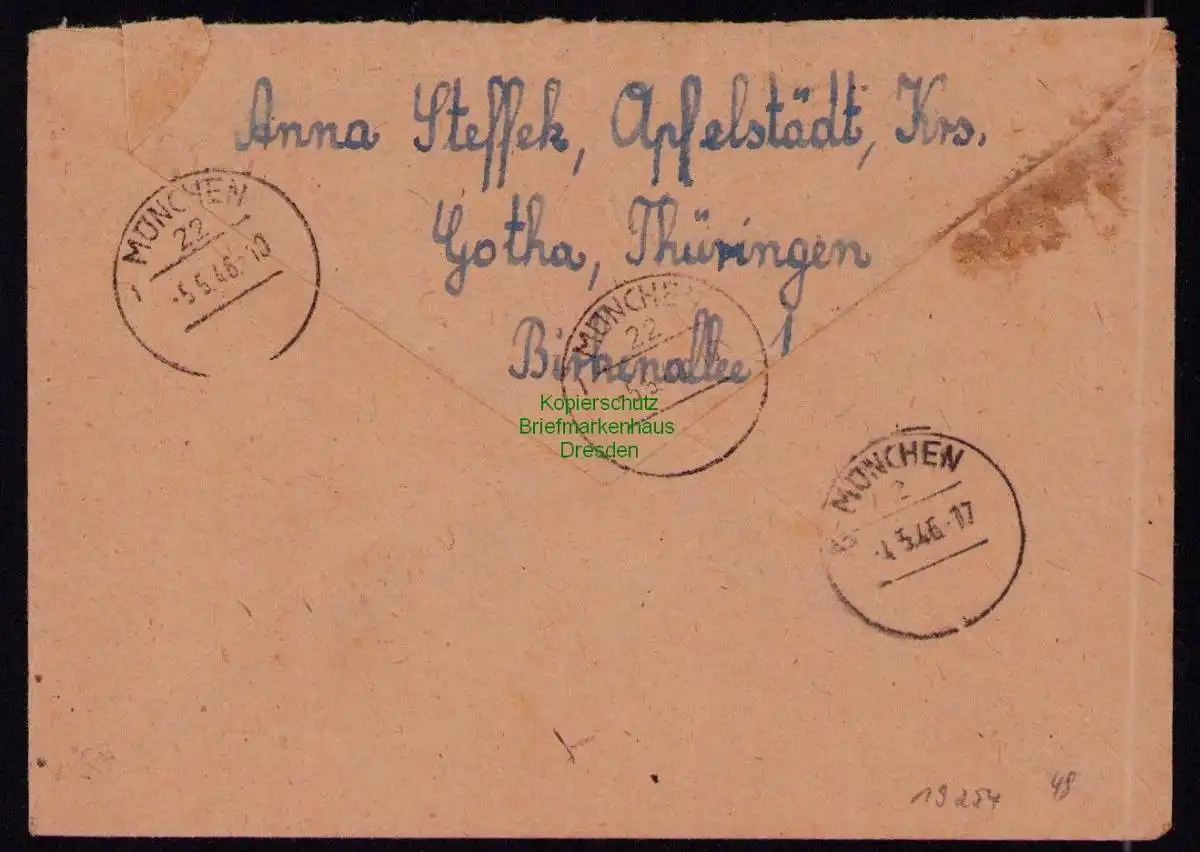 Anna Steffek, Apfelstädt, Krs.
Gotha, Thüringen
Birkenallee 1
MÜNCHEN
22
-5.5.46.-10
MÜNCHEN
22
Kopierschutz
Briefmarkenhaus
Dresden
MÜNCHEN
2
-4.5.46.-17
19254
48